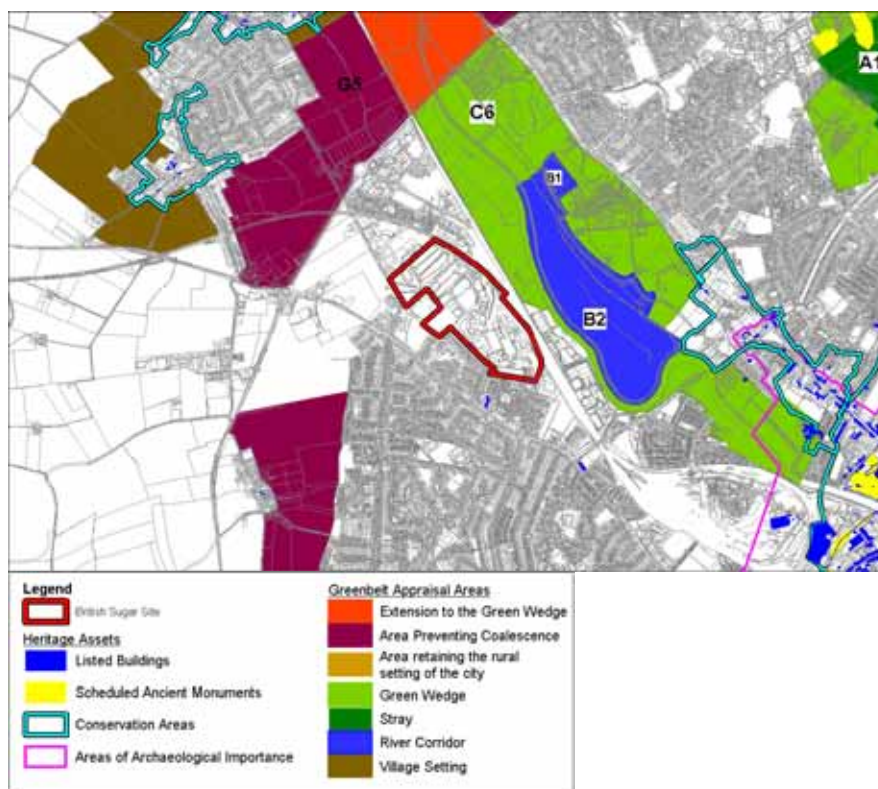 G5
C6
A1
B1
B2
Legend
British Sugar Site
Heritage Assets
Listed Buildings
Scheduled Ancient Monuments
Conservation Areas
Areas of Archaeological Importance
Greenbelt Appraisal Areas
Extension to the Green Wedge
Area Preventing Coalescence
Area retaining the rural
setting of the city
Green Wedge
Stray
River Corridor
Village Setting